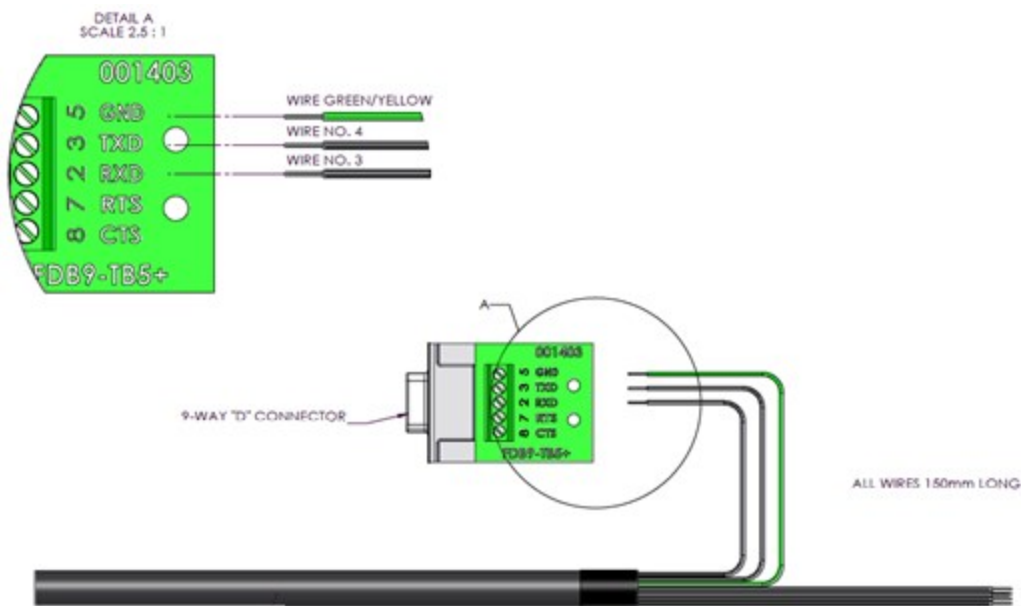 DETAIL A
SCALE 2.5 : 1
001403
5 GND
3 TXD
2 RXD
7 RTS
8 CTS
FDB9-TB5+
WIRE GREEN/YELLOW
WIRE NO. 4
WIRE NO. 3
A
001403
5 GND
3 TXD
2 RXD
7 RTS
8 CTS
FDB9-TB5+
9-WAY "D" CONNECTOR
ALL WIRES 150mm LONG